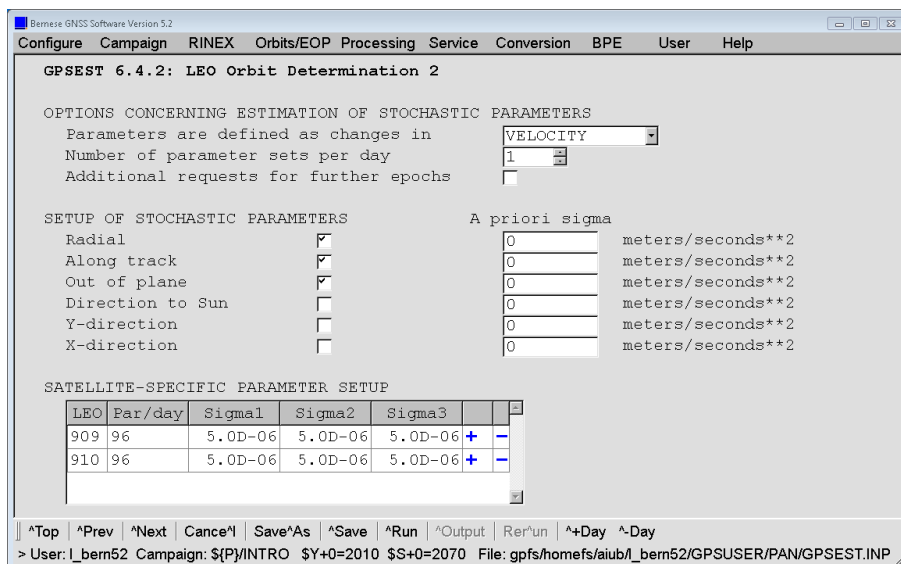 Bernese GNSS Software Version 5.2
Configure Campaign RINEX Orbits/EOP Processing Service Conversion BPE User Help
GPSEST 6.4.2: LEO Orbit Determination 2
OPTIONS CONCERNING ESTIMATION OF STOCHASTIC PARAMETERS
Parameters are defined as changes in VELOCITY
Number of parameter sets per day 1
Additional requests for further epochs
SETUP OF STOCHASTIC PARAMETERS A priori sigma
Radial 0 meters/seconds**2
Along track 0 meters/seconds**2
Out of plane 0 meters/seconds**2
Direction to Sun 0 meters/seconds**2
Y-direction 0 meters/seconds**2
X-direction 0 meters/seconds**2
SATELLITE-SPECIFIC PARAMETER SETUP
LEO Par/day Sigma1 Sigma2 Sigma3
909 96 5.0D-06 5.0D-06 5.0D-06 + −
910 96 5.0D-06 5.0D-06 5.0D-06 + −
^Top ^Prev ^Next Cance^l Save^As ^Save ^Run ^Output Rer^un ^+Day ^-Day
> User: l_bern52 Campaign: ${P}/INTRO $Y+0=2010 $S+0=2070 File: gpfs/homefs/aiub/l_bern52/GPSUSER/PAN/GPSEST.INP